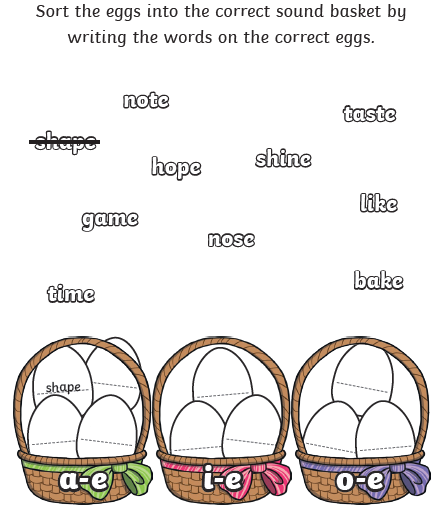 Sort the eggs into the correct sound basket by
writing the words on the correct eggs.
note
taste
shape
hope
shine
like
game
nose
bake
time
shape
a-e
i-e
o-e